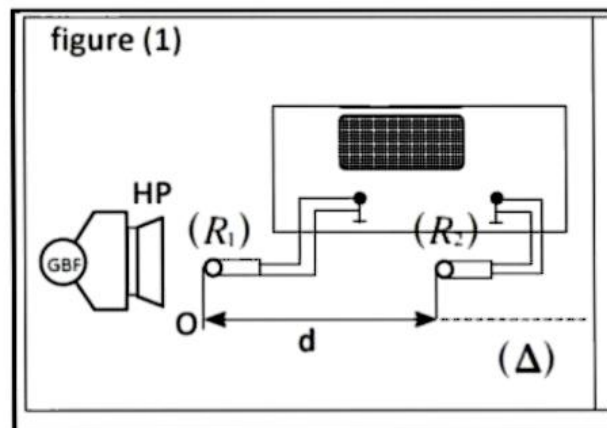 figure (1)
HP
(R₁)
(R₂)
GBF
O
d
(Δ)